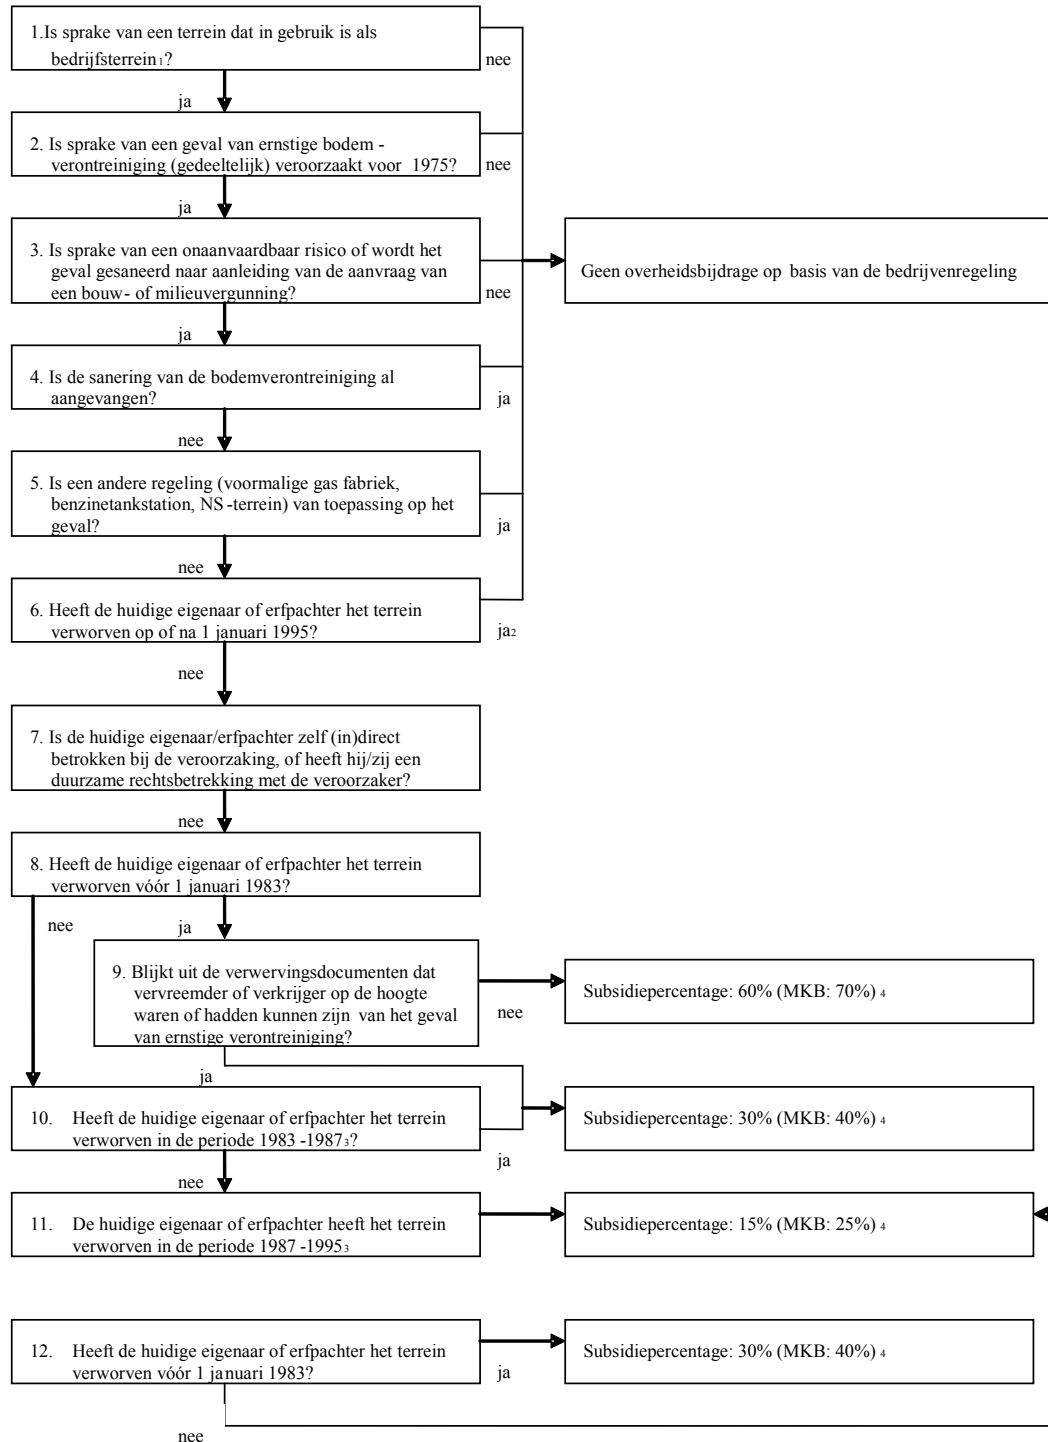 1.Is sprake van een terrein dat in gebruik is als
bedrijfsterrein1?
nee
ja
2. Is sprake van een geval van ernstige bodem -
verontreiniging (gedeeltelijk) veroorzaakt voor 1975?
nee
ja
3. Is sprake van een onaanvaardbaar risico of wordt het
geval gesaneerd naar aanleiding van de aanvraag van
een bouw- of milieuvergunning?
nee
Geen overheidsbijdrage op basis van de bedrijvenregeling
ja
4. Is de sanering van de bodemverontreiniging al
aangevangen?
ja
nee
5. Is een andere regeling (voormalige gas fabriek,
benzinetankstation, NS -terrein) van toepassing op het
geval?
ja
nee
6. Heeft de huidige eigenaar of erfpachter het terrein
verworven op of na 1 januari 1995?
ja2
nee
7. Is de huidige eigenaar/erfpachter zelf (in)direct
betrokken bij de veroorzaking, of heeft hij/zij een
duurzame rechtsbetrekking met de veroorzaker?
nee
8. Heeft de huidige eigenaar of erfpachter het terrein
verworven vóór 1 januari 1983?
nee
ja
9. Blijkt uit de verwervingsdocumenten dat
vervreemder of verkrijger op de hoogte
waren of hadden kunnen zijn van het geval
van ernstige verontreiniging?
nee
Subsidiepercentage: 60% (MKB: 70%) 4
ja
10. Heeft de huidige eigenaar of erfpachter het terrein
verworven in de periode 1983 -19873?
ja
Subsidiepercentage: 30% (MKB: 40%) 4
nee
11. De huidige eigenaar of erfpachter heeft het terrein
verworven in de periode 1987 -19953
Subsidiepercentage: 15% (MKB: 25%) 4
12. Heeft de huidige eigenaar of erfpachter het terrein
verworven vóór 1 januari 1983?
ja
Subsidiepercentage: 30% (MKB: 40%) 4
nee